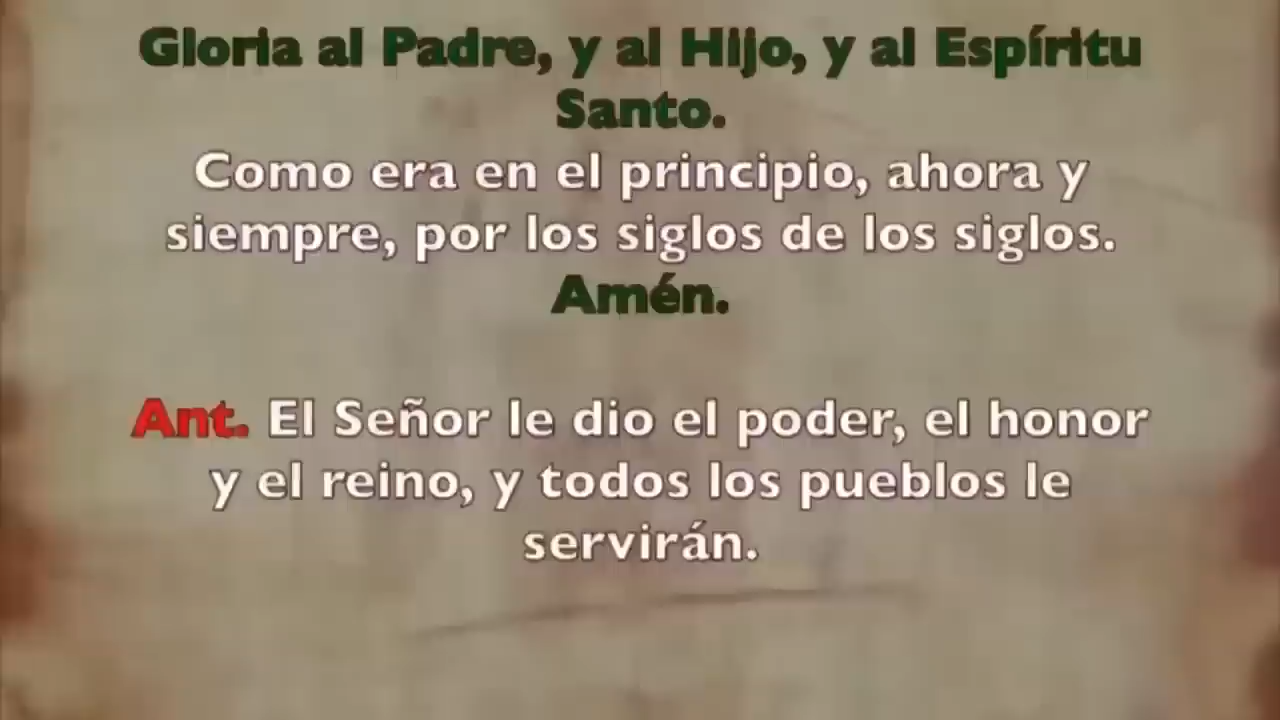 Gloria al Padre, y al Hijo, y al Espíritu
Santo.
Como era en el principio, ahora y
siempre, por los siglos de los siglos.
Amén.
Ant. El Señor le dio el poder, el honor
y el reino, y todos los pueblos le
servirán.